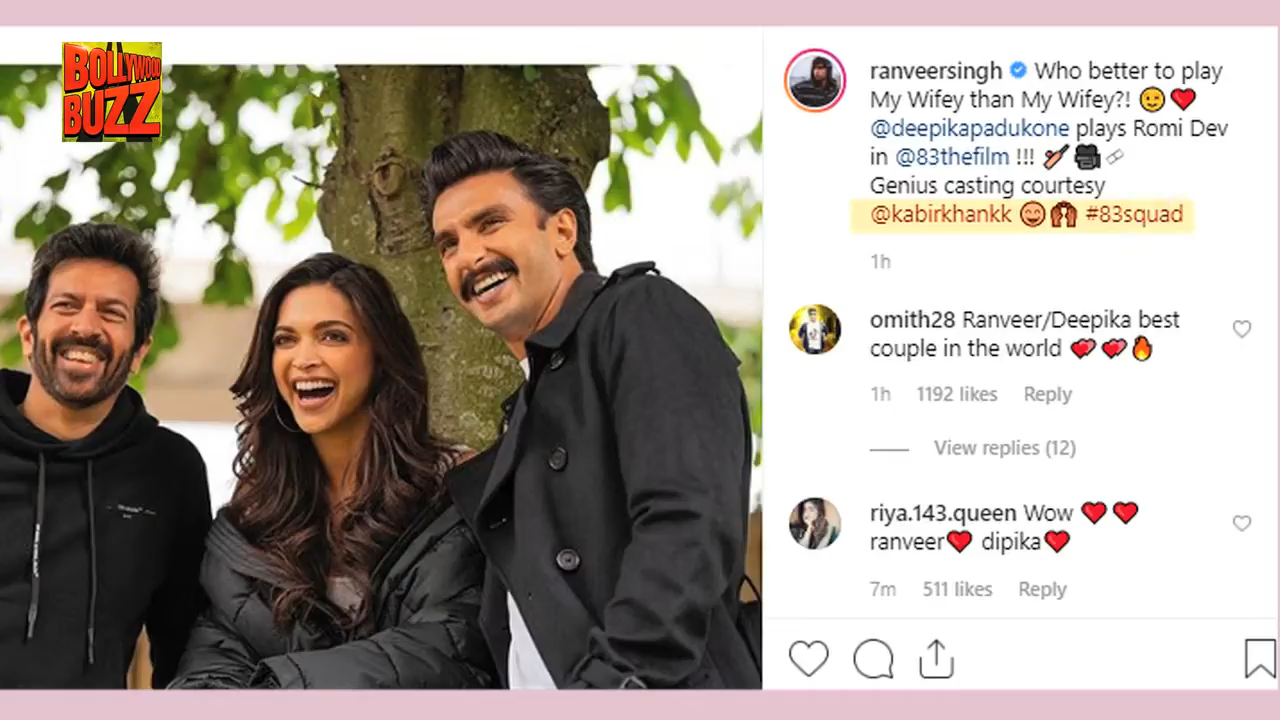 BOLLYWOOD
BUZZ
ranveersingh Who better to play
My Wifey than My Wifey?! 😉❤️
@deepikapadukone plays Romi Dev
in @83thefilm !!! 🏏🎥
Genius casting courtesy
@kabirkhankk 😄🙌 #83squad
1h
omith28 Ranveer/Deepika best
couple in the world 💕💕🔥
1h 1192 likes Reply
View replies (12)
riya.143.queen Wow ❤️❤️
ranveer❤️ dipika❤️
7m 511 likes Reply